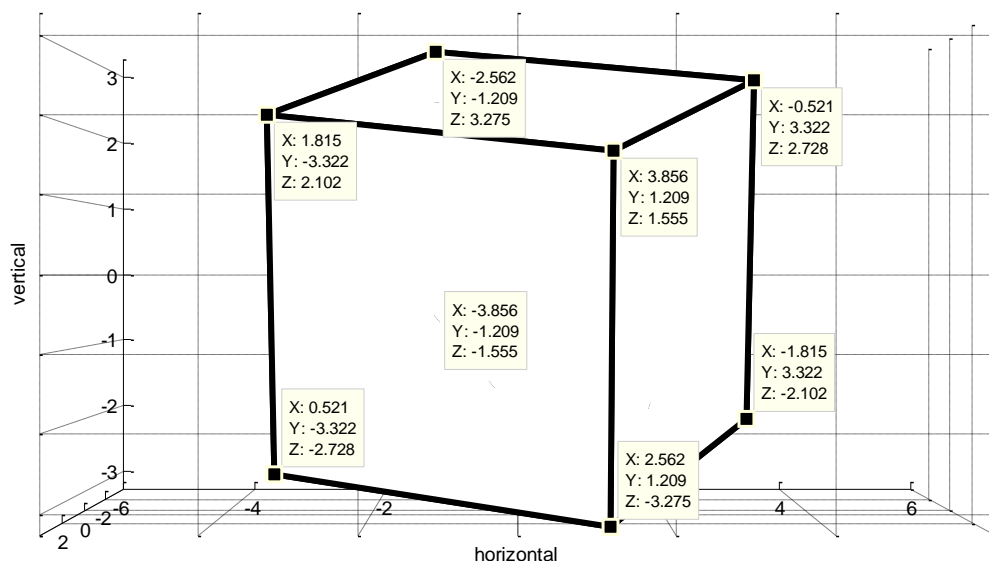 3
2
1
0
-1
-2
-3
vertical
X: -2.562
Y: -1.209
Z: 3.275
X: -0.521
Y: 3.322
Z: 2.728
X: 1.815
Y: -3.322
Z: 2.102
X: 3.856
Y: 1.209
Z: 1.555
X: -3.856
Y: -1.209
Z: -1.555
X: -1.815
Y: 3.322
Z: -2.102
X: 0.521
Y: -3.322
Z: -2.728
X: 2.562
Y: 1.209
Z: -3.275
-6
-4
-2
4
6
-2
0
2
horizontal